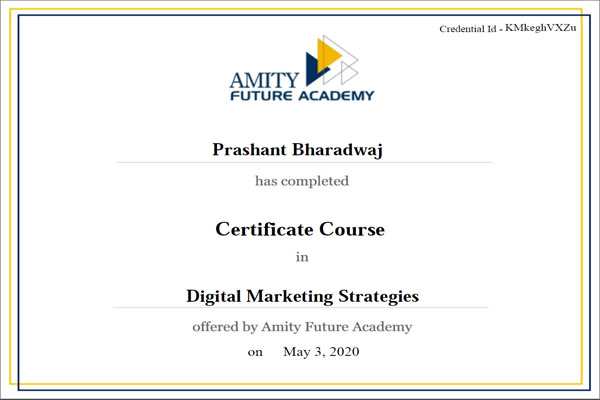 Credential Id - KMkeghVXZu
AMITY
FUTURE ACADEMY
Prashant Bharadwaj
has completed
Certificate Course
in
Digital Marketing Strategies
offered by Amity Future Academy
on May 3, 2020